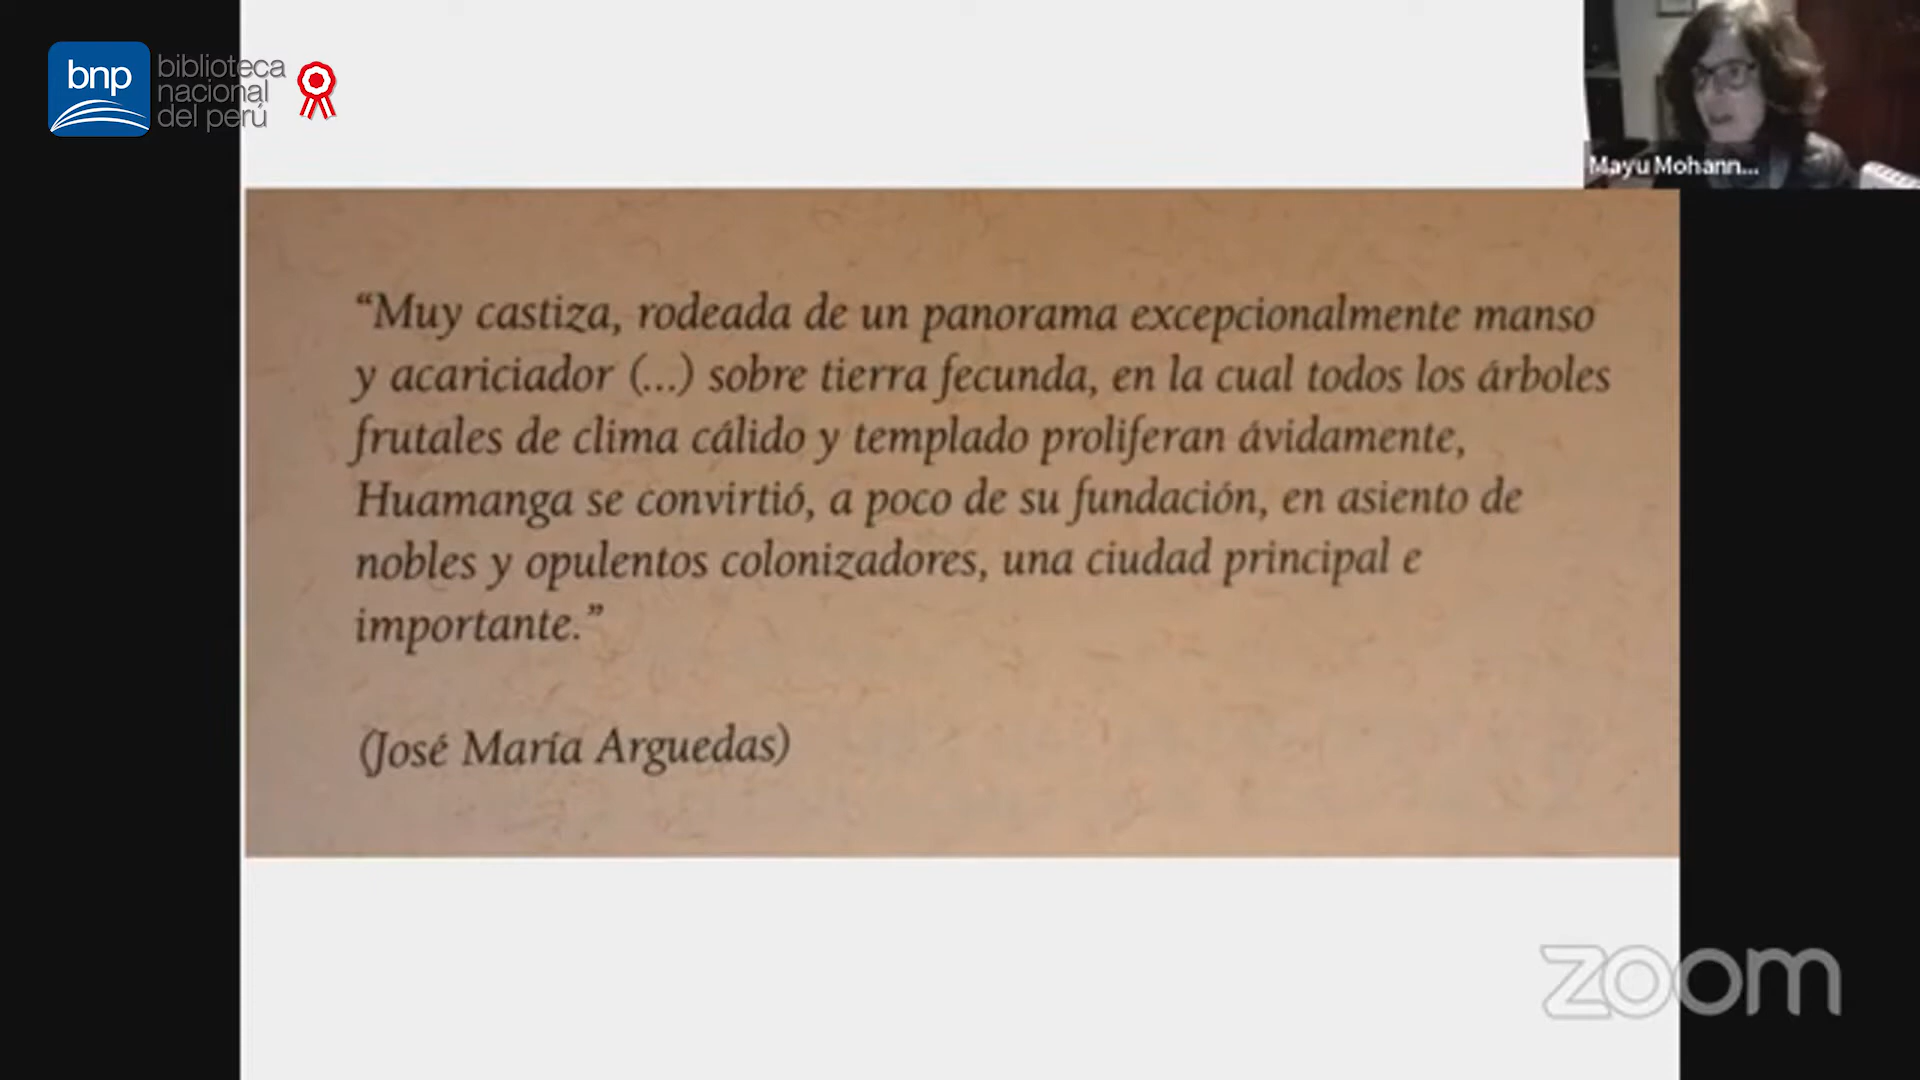 bnp
biblioteca
nacional
del perú
Mayu Mohann...
“Muy castiza, rodeada de un panorama excepcionalmente manso
y acariciador (...) sobre tierra fecunda, en la cual todos los árboles
frutales de clima cálido y templado proliferan ávidamente,
Huamanga se convirtió, a poco de su fundación, en asiento de
nobles y opulentos colonizadores, una ciudad principal e
importante.”
(José María Arguedas)
zoom